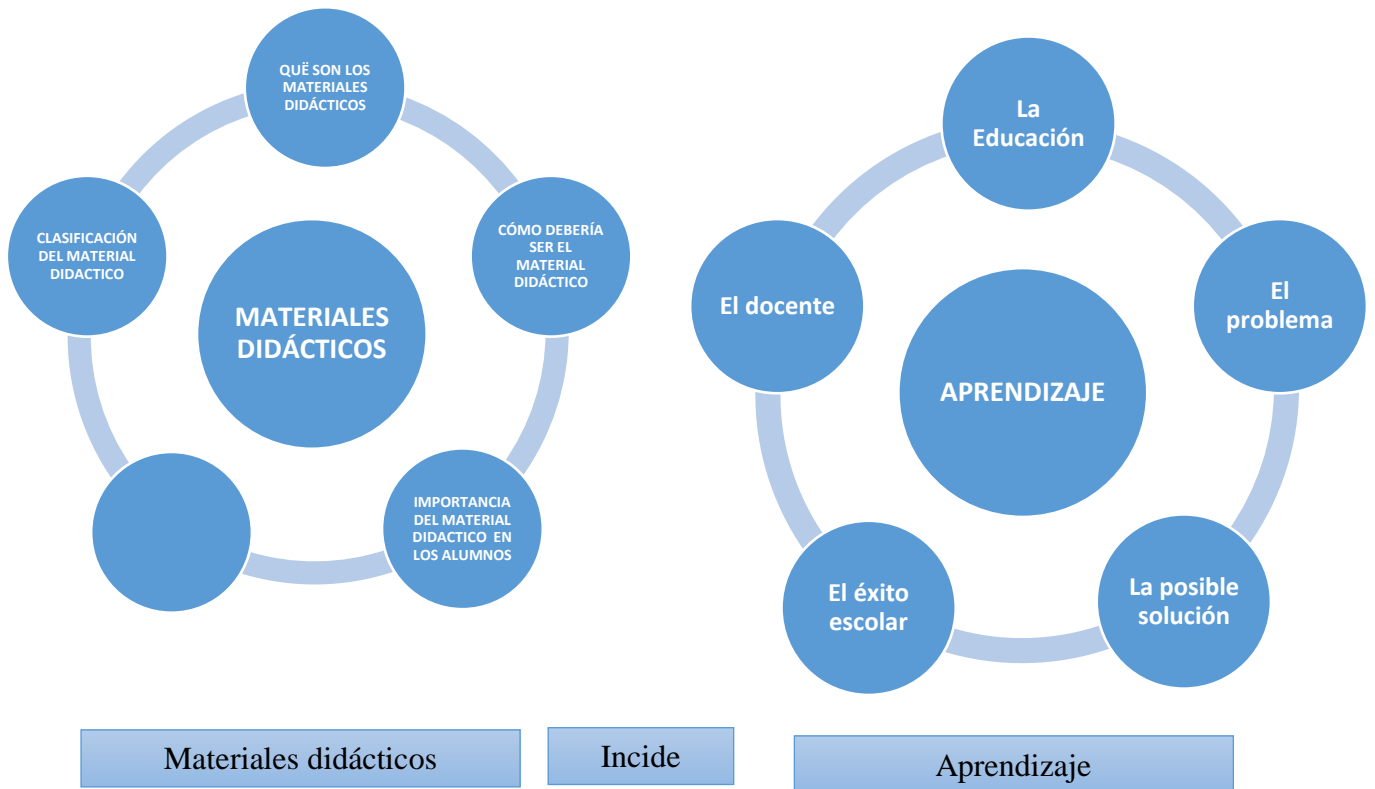 QUË SON LOS
MATERIALES
DIDÁCTICOS
CLASIFICACIÓN
DEL MATERIAL
DIDACTICO
CÓMO DEBERÍA
SER EL
MATERIAL
DIDÁCTICO
MATERIALES
DIDÁCTICOS
IMPORTANCIA
DEL MATERIAL
DIDACTICO EN
LOS ALUMNOS
La
Educación
El docente
El
problema
APRENDIZAJE
El éxito
escolar
La posible
solución
Materiales didácticos
Incide
Aprendizaje